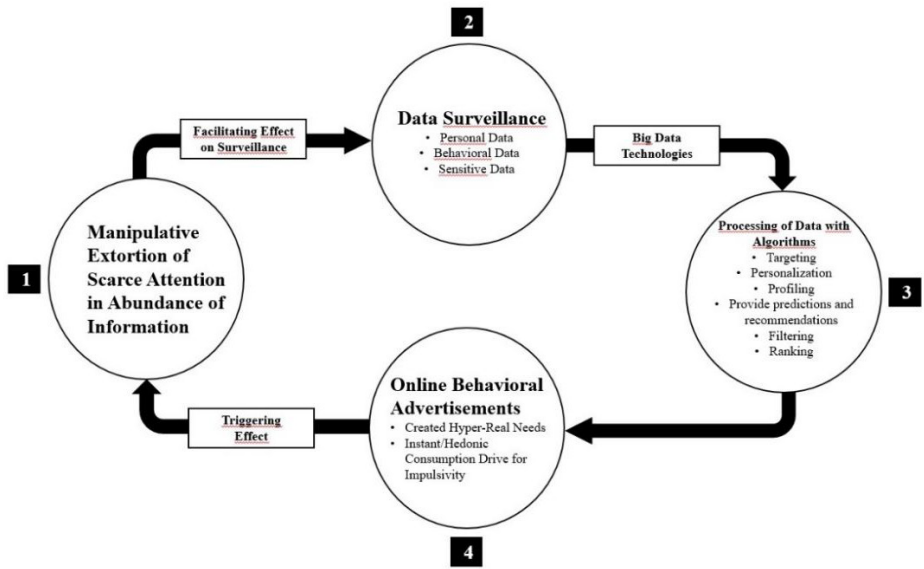 2
Data Surveillance
• Personal Data
• Behavioral Data
• Sensitive Data
Facilitating Effect
on Surveillance
Big Data
Technologies
1
Manipulative
Extortion of
Scarce Attention
in Abundance of
Information
Processing of Data with
Algorithms
• Targeting
• Personalization
• Profiling
• Provide predictions and
recommendations
• Filtering
• Ranking
3
Online Behavioral
Advertisements
• Created Hyper-Real Needs
• Instant/Hedonic
Consumption Drive for
Impulsivity
Triggering
Effect
4